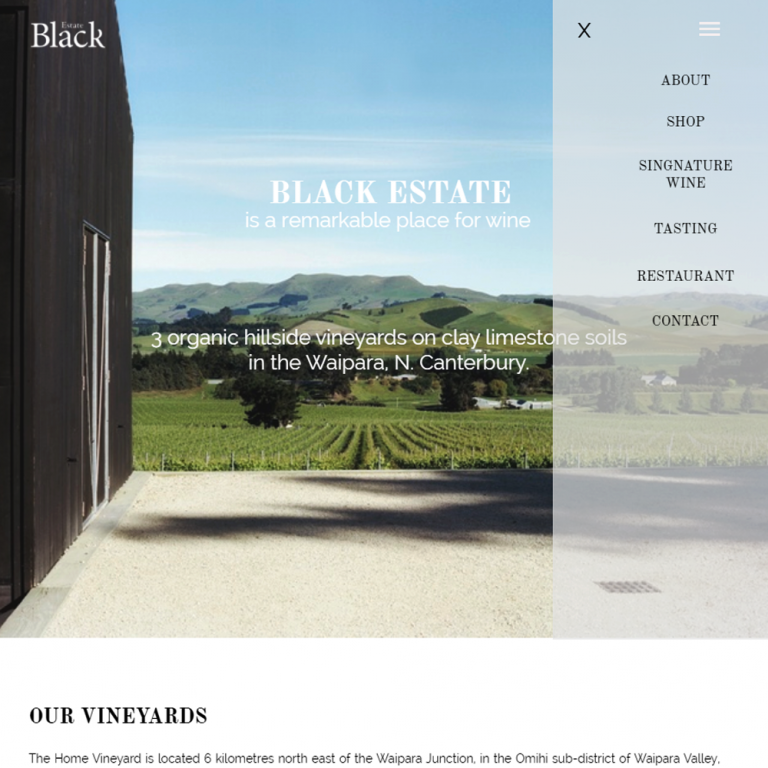 Estate
Black
X
ABOUT
SHOP
SINGNATURE
WINE
TASTING
RESTAURANT
CONTACT
BLACK ESTATE
is a remarkable place for wine
3 organic hillside vineyards on clay limestone soils
in the Waipara, N. Canterbury.
OUR VINEYARDS
The Home Vineyard is located 6 kilometres north east of the Waipara Junction, in the Omihi sub-district of Waipara Valley,